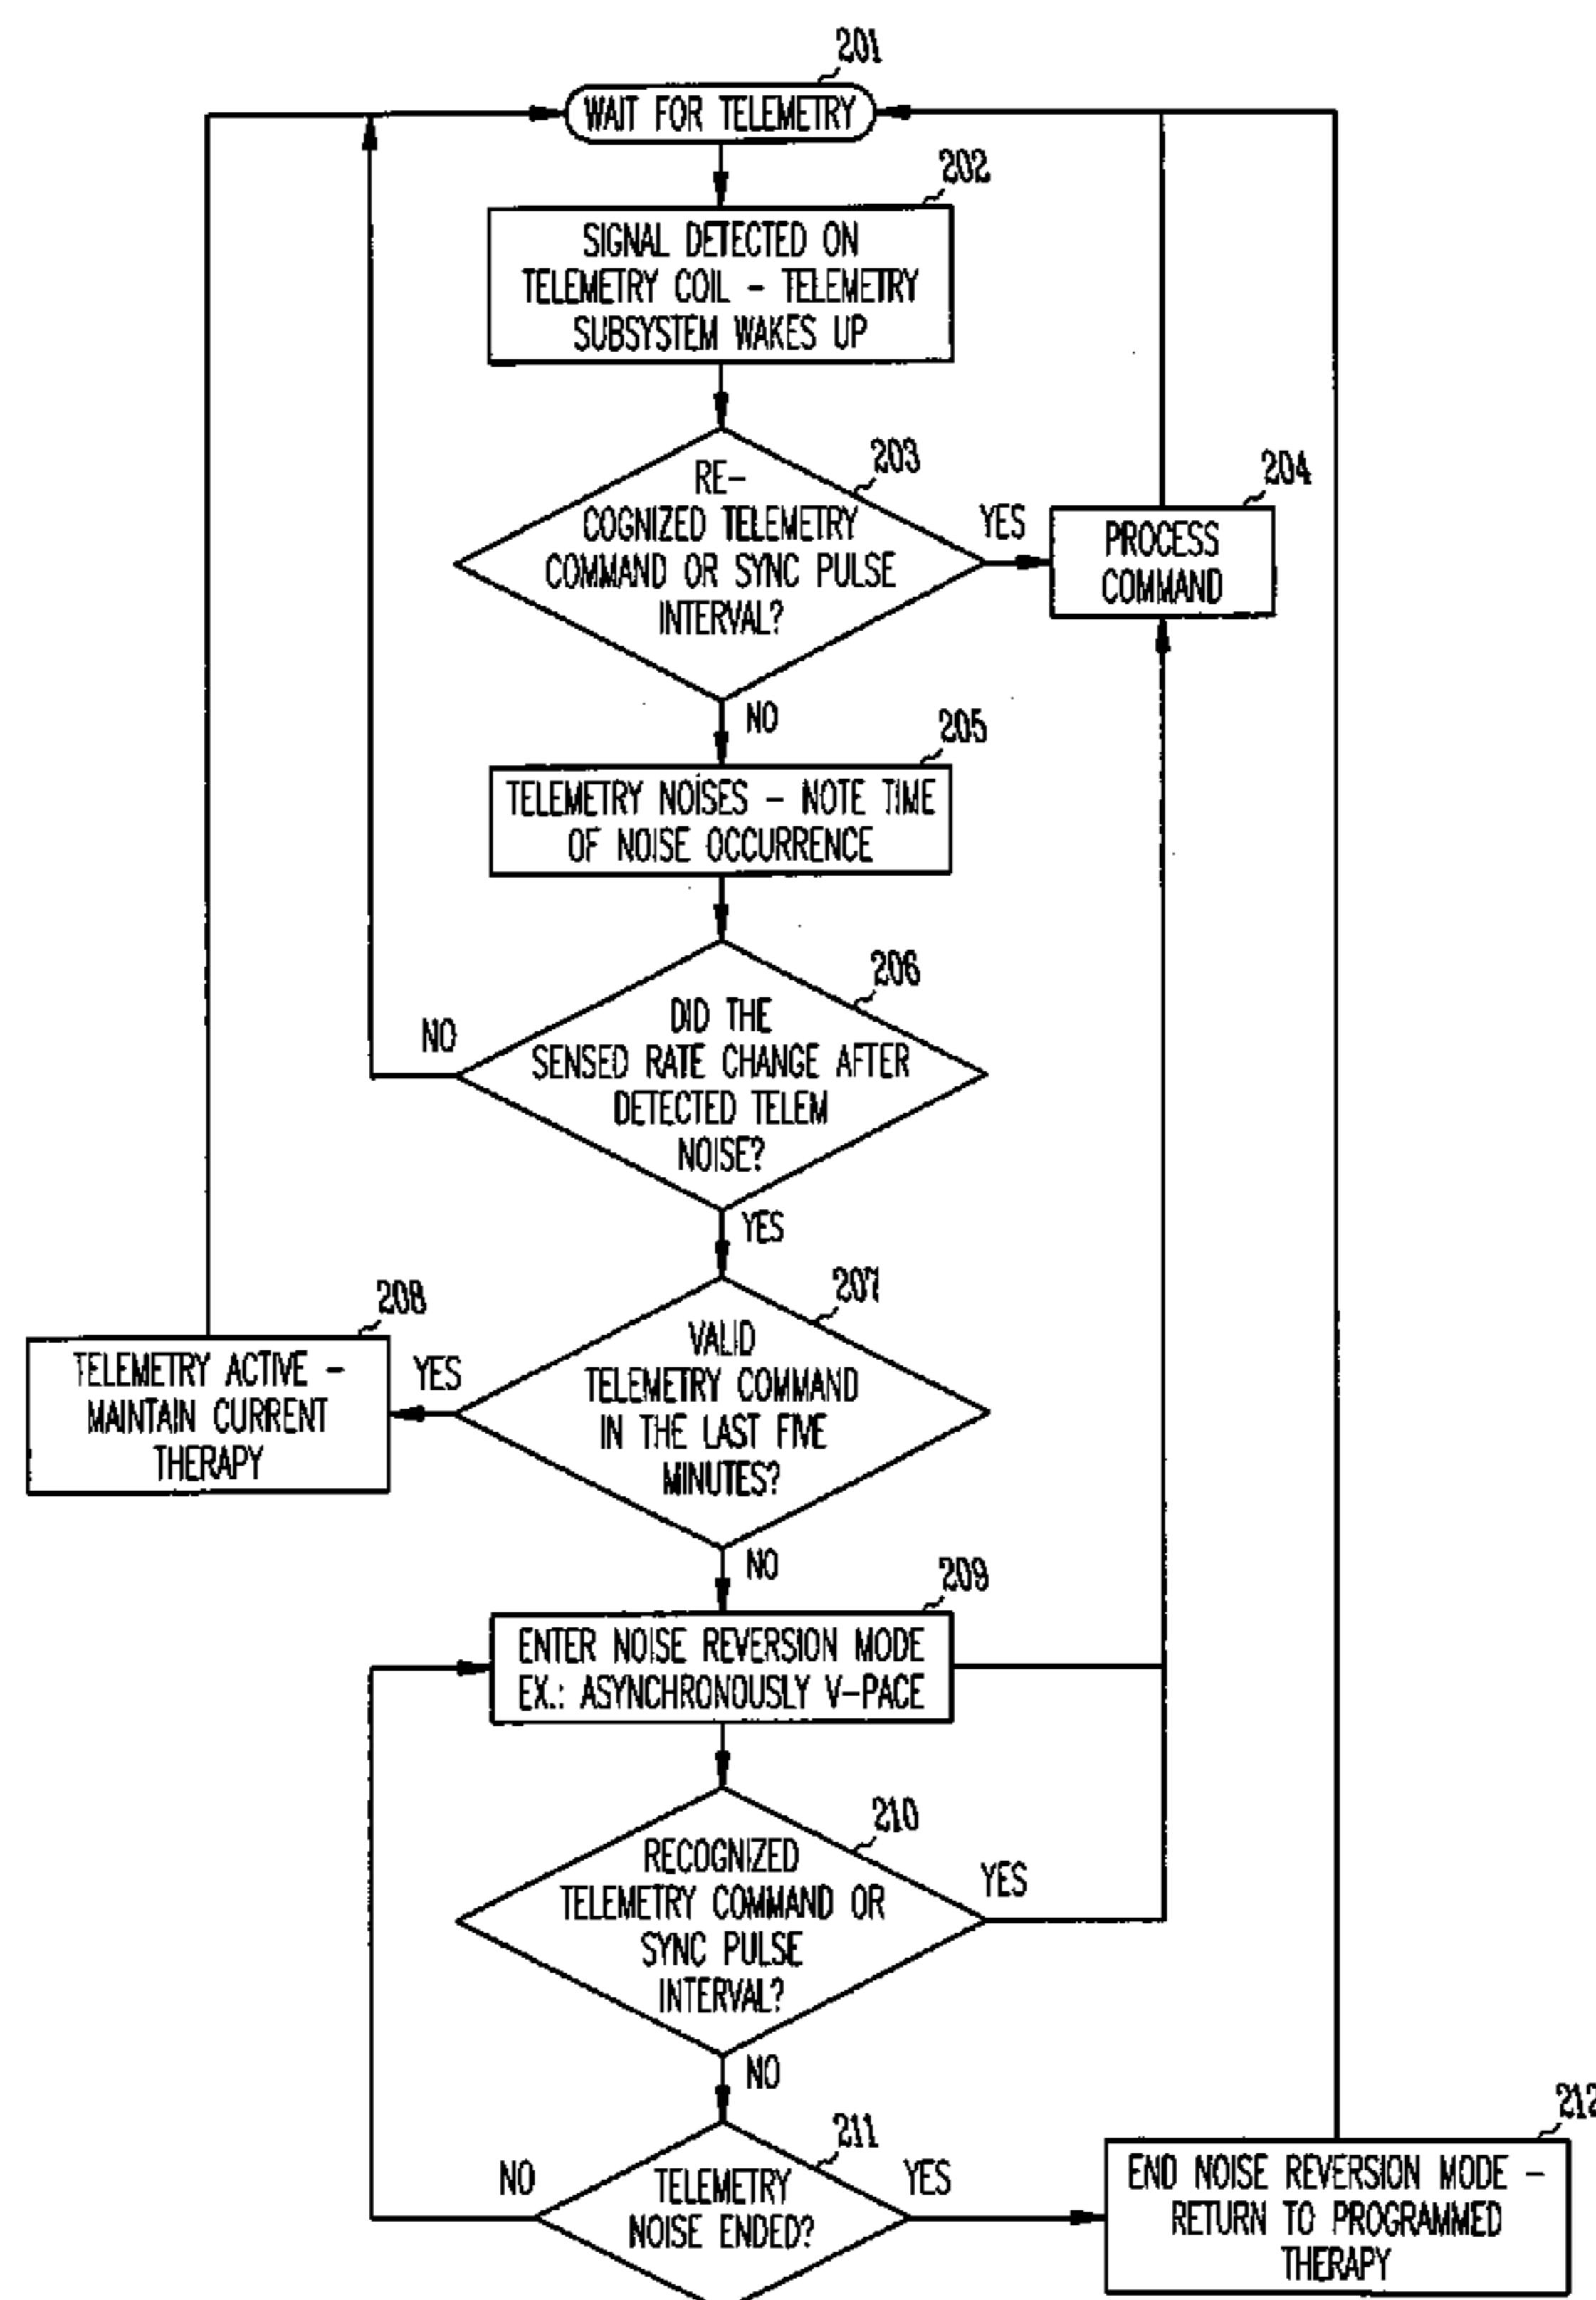 201
WAIT FOR TELEMETRY
202
SIGNAL DETECTED ON
TELEMETRY COIL - TELEMETRY
SUBSYSTEM WAKES UP
203
RE-
COGNIZED TELEMETRY
COMMAND OR SYNC PULSE
INTERVAL?
YES
204
PROCESS
COMMAND
NO
205
TELEMETRY NOISES - NOTE TIME
OF NOISE OCCURRENCE
206
DID THE
SENSED RATE CHANGE AFTER
DETECTED TELEM
NOISE?
NO
YES
207
VALID
TELEMETRY COMMAND
IN THE LAST FIVE
MINUTES?
YES
208
TELEMETRY ACTIVE -
MAINTAIN CURRENT
THERAPY
NO
209
ENTER NOISE REVERSION MODE
EX.: ASYNCHRONOUSLY V-PACE
210
RECOGNIZED
TELEMETRY COMMAND OR
SYNC PULSE
INTERVAL?
YES
NO
211
TELEMETRY
NOISE ENDED?
NO
YES
212
END NOISE REVERSION MODE -
RETURN TO PROGRAMMED
THERAPY